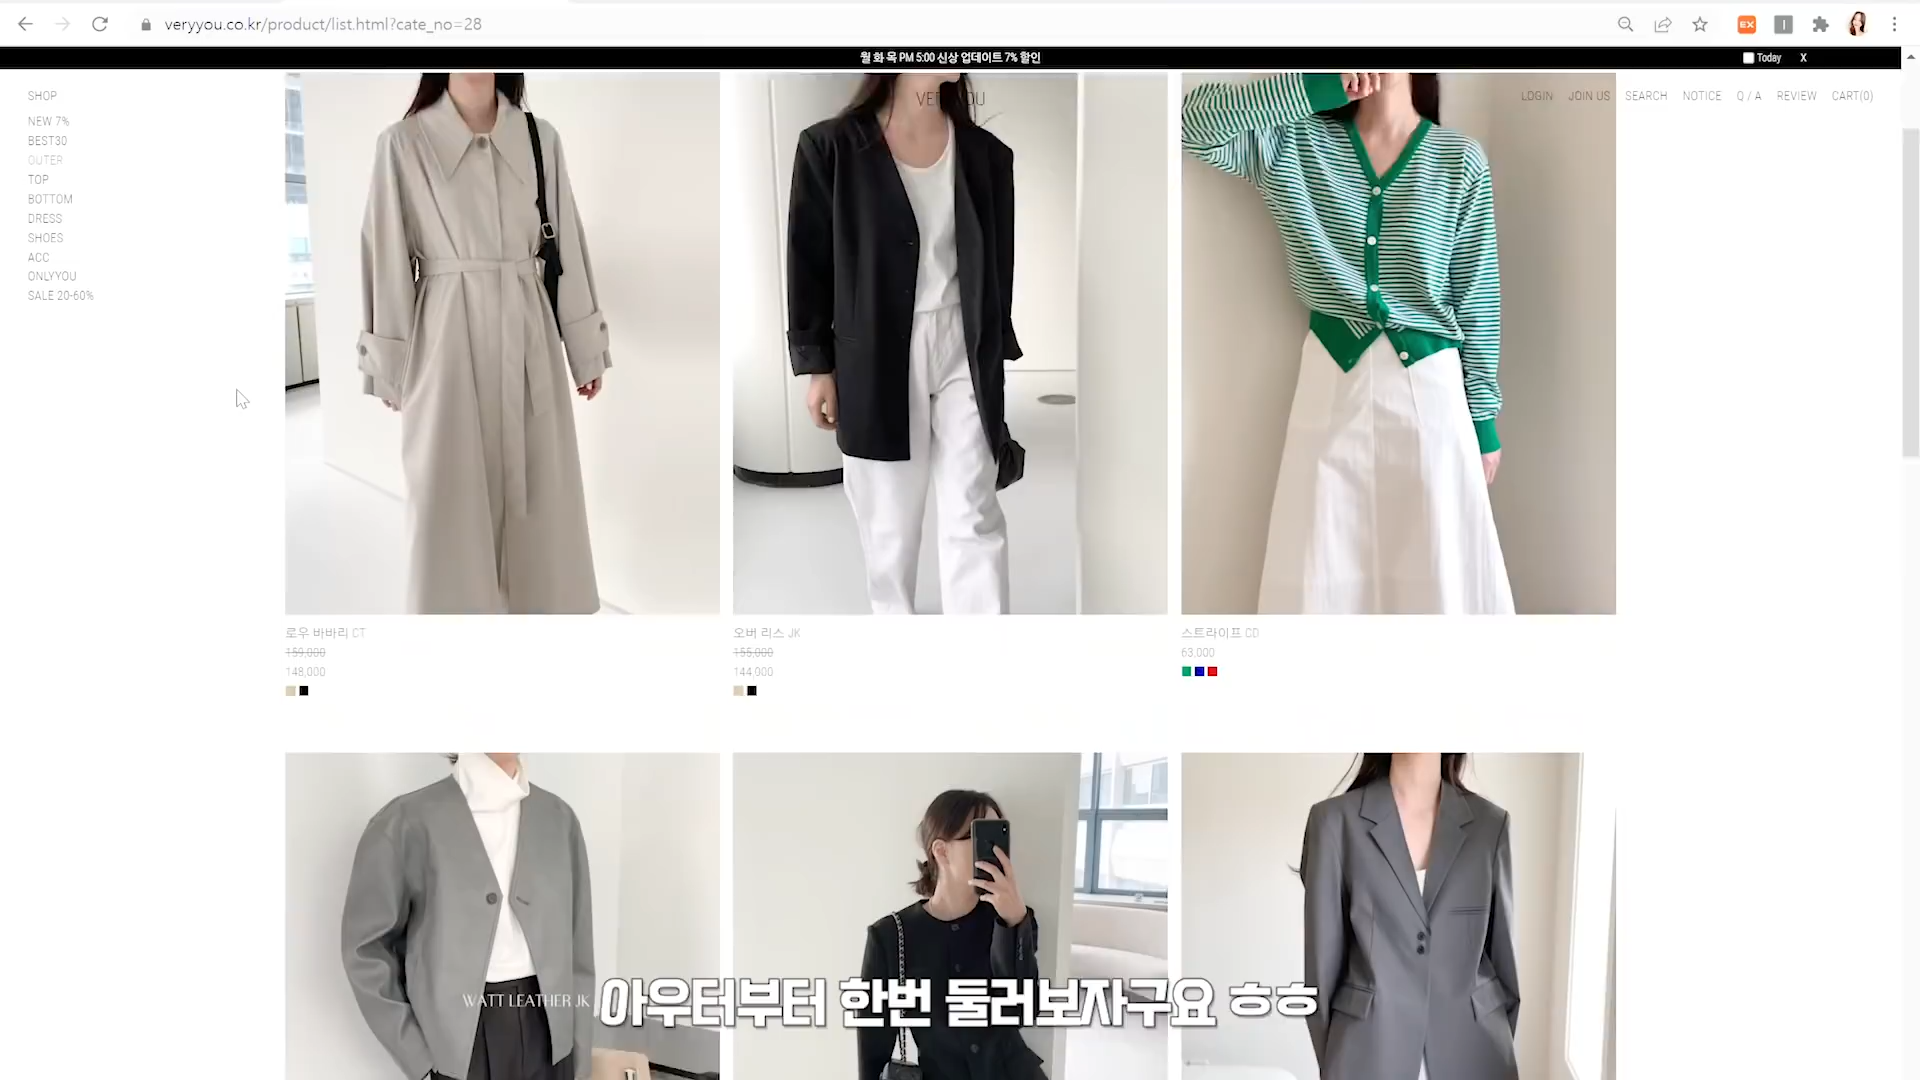 veryyou.co.kr/product/list.html?cate_no=28
EX
월 화 목 PM 5:00 신상 업데이트 7% 할인
Today
X
SHOP
NEW 7%
BEST30
OUTER
TOP
BOTTOM
DRESS
SHOES
ACC
ONLYYOU
SALE 20-60%
LOGIN
JOIN US
SEARCH
NOTICE
Q / A
REVIEW
CART(0)
로우 바바리 CT
159,000
148,000
오버 리스 JK
155,000
144,000
스트라이프 CD
63,000
WATT LEATHER JK
아우터부터 한번 둘러보자구요 ㅎㅎ